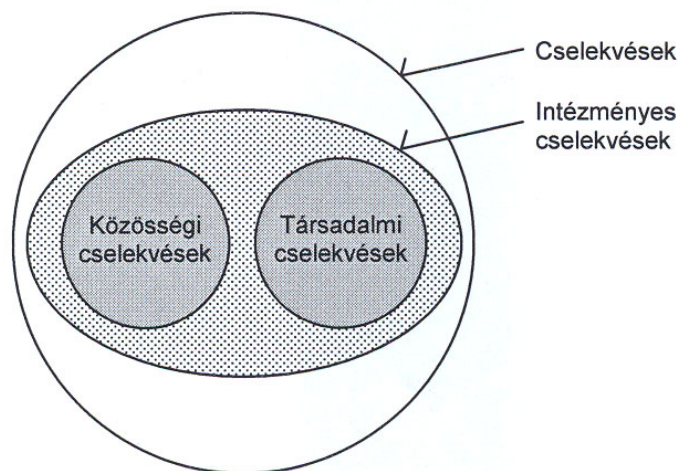 Cselekvések
Intézményes
cselekvések
Közösségi
cselekvések
Társadalmi
cselekvések